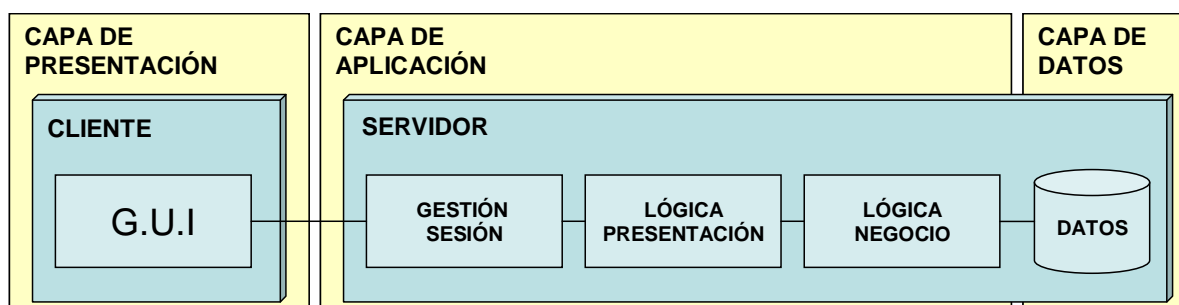 CAPA DE
PRESENTACIÓN
CAPA DE
APLICACIÓN
CAPA DE
DATOS
CLIENTE
SERVIDOR
G.U.I
GESTIÓN
SESIÓN
LÓGICA
PRESENTACIÓN
LÓGICA
NEGOCIO
DATOS